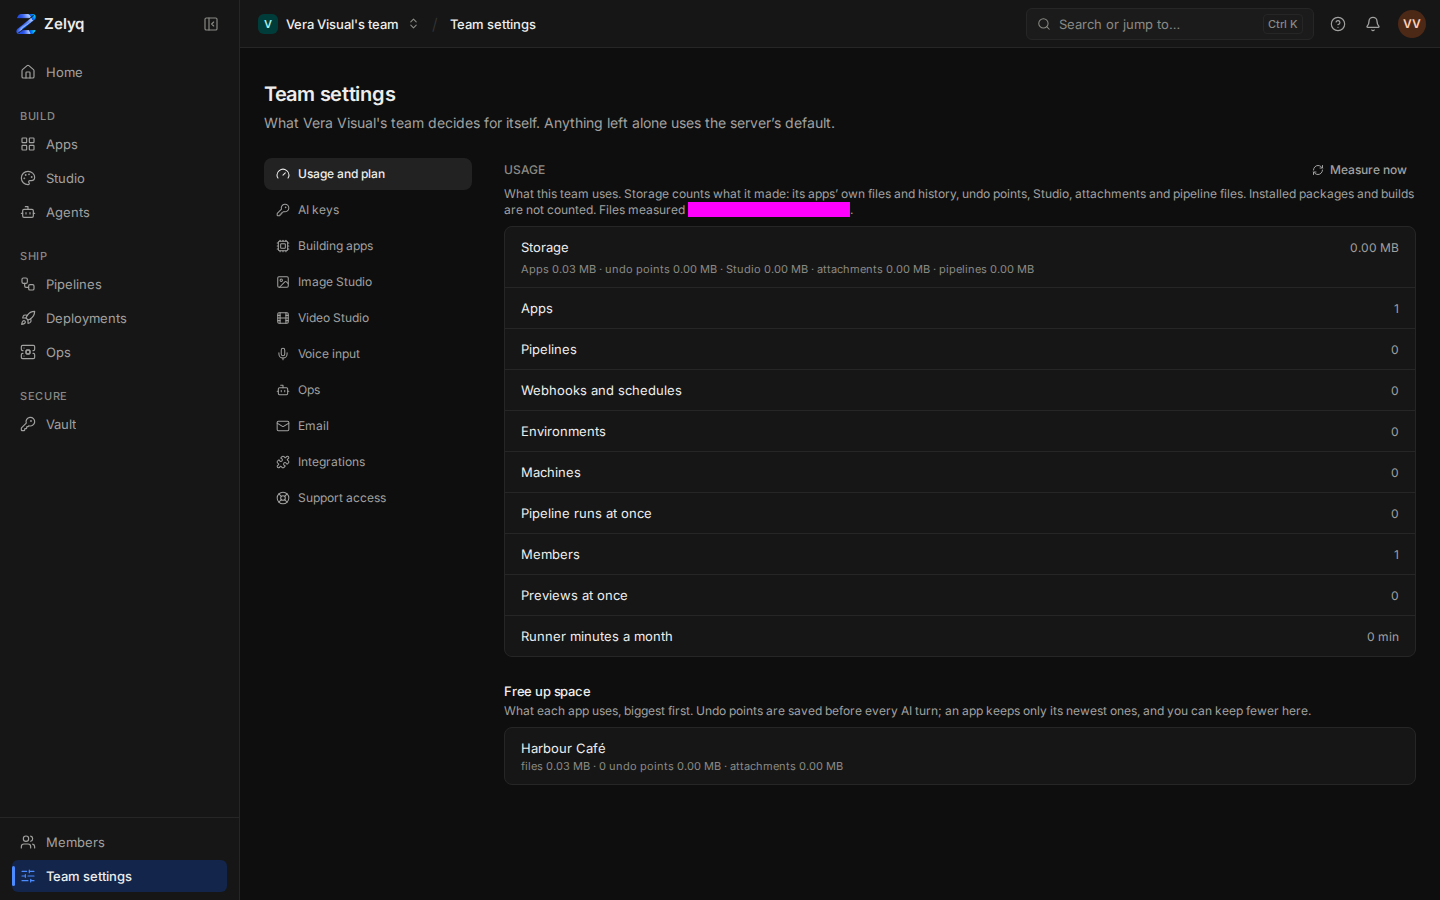 Zelyq
Vera Visual's team / Team settings
Search or jump to... Ctrl K
VV
V
Home
BUILD
Apps
Studio
Agents
SHIP
Pipelines
Deployments
Ops
SECURE
Vault
Members
Team settings
Team settings
What Vera Visual's team decides for itself. Anything left alone uses the server’s default.
Usage and plan
AI keys
Building apps
Image Studio
Video Studio
Voice input
Ops
Email
Integrations
Support access
USAGE
Measure now
What this team uses. Storage counts what it made: its apps’ own files and history, undo points, Studio, attachments and pipeline files. Installed packages and builds
are not counted. Files measured .
Storage 0.00 MB
Apps 0.03 MB · undo points 0.00 MB · Studio 0.00 MB · attachments 0.00 MB · pipelines 0.00 MB
Apps 1
Pipelines 0
Webhooks and schedules 0
Environments 0
Machines 0
Pipeline runs at once 0
Members 1
Previews at once 0
Runner minutes a month 0 min
Free up space
What each app uses, biggest first. Undo points are saved before every AI turn; an app keeps only its newest ones, and you can keep fewer here.
Harbour Café
files 0.03 MB · 0 undo points 0.00 MB · attachments 0.00 MB